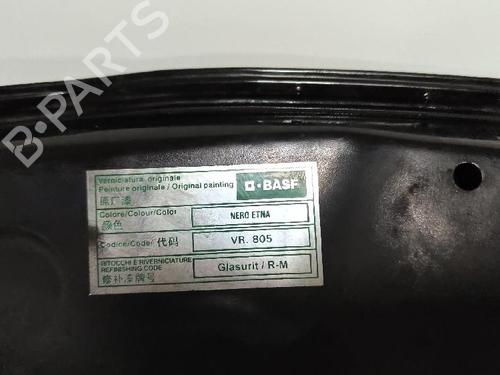 B-PARTS
Verniciatura originale
Peinture originale / Original painting
原厂漆
BASF
Colore/Colour/Color
颜色
NERO ETNA
Codice/Code/ 代码
VR. 805
RITOCCHI E RIVERNICIATURE
REFINISHING CODE
修补漆牌号
Glasurit / R-M